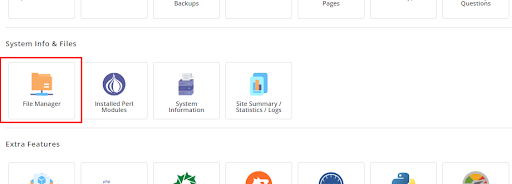 Backups
Pages
Questions
System Info & Files
File Manager
Installed Perl
Modules
System
Information
Site Summary /
Statistics / Logs
Extra Features